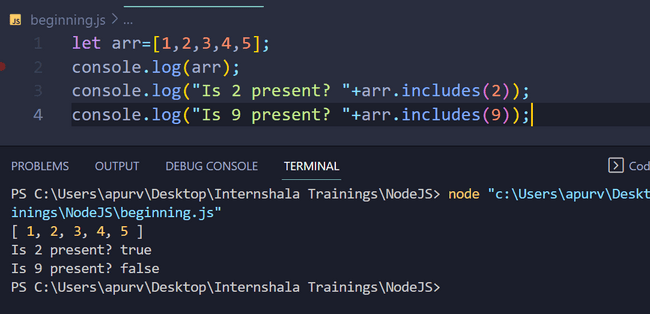 JS beginning.js > ...
1 let arr=[1,2,3,4,5];
2 console.log(arr);
3 console.log("Is 2 present? "+arr.includes(2));
4 console.log("Is 9 present? "+arr.includes(9));
PROBLEMS OUTPUT DEBUG CONSOLE TERMINAL Cod
PS C:\Users\apurv\Desktop\Internshala Trainings\NodeJS> node "c:\Users\apurv\Deskt
inings\NodeJS\beginning.js"
[ 1, 2, 3, 4, 5 ]
Is 2 present? true
Is 9 present? false
PS C:\Users\apurv\Desktop\Internshala Trainings\NodeJS>